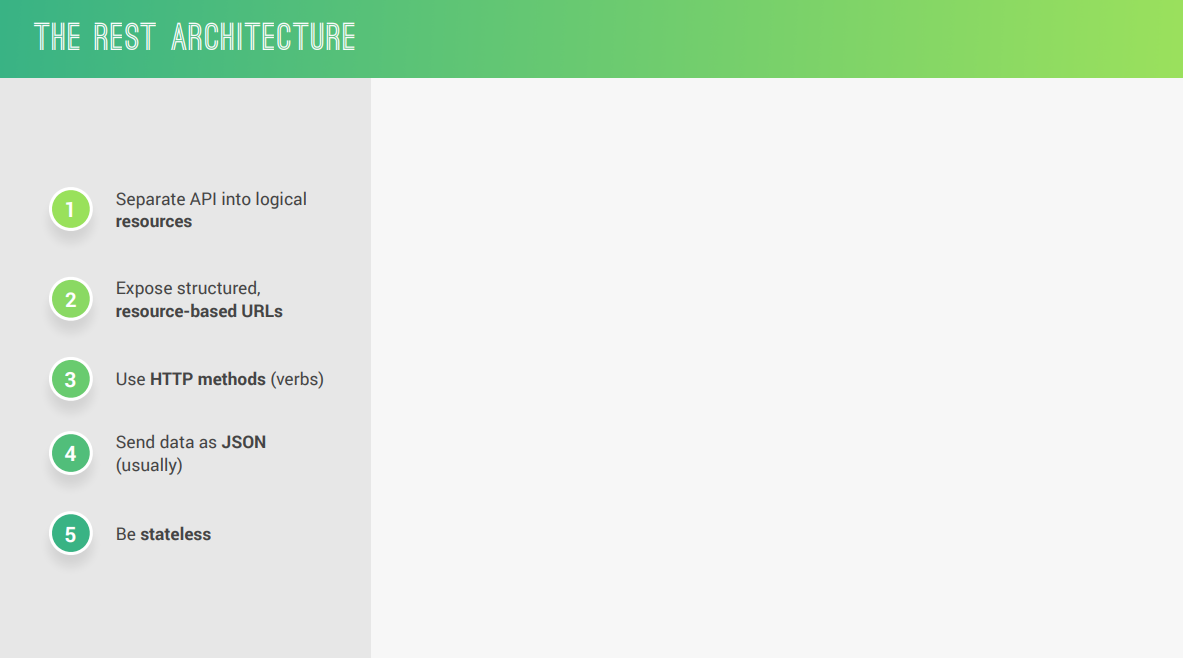 THE REST ARCHITECTURE
1
Separate API into logical
resources
2
Expose structured,
resource-based URLs
3
Use HTTP methods (verbs)
4
Send data as JSON
(usually)
5
Be stateless